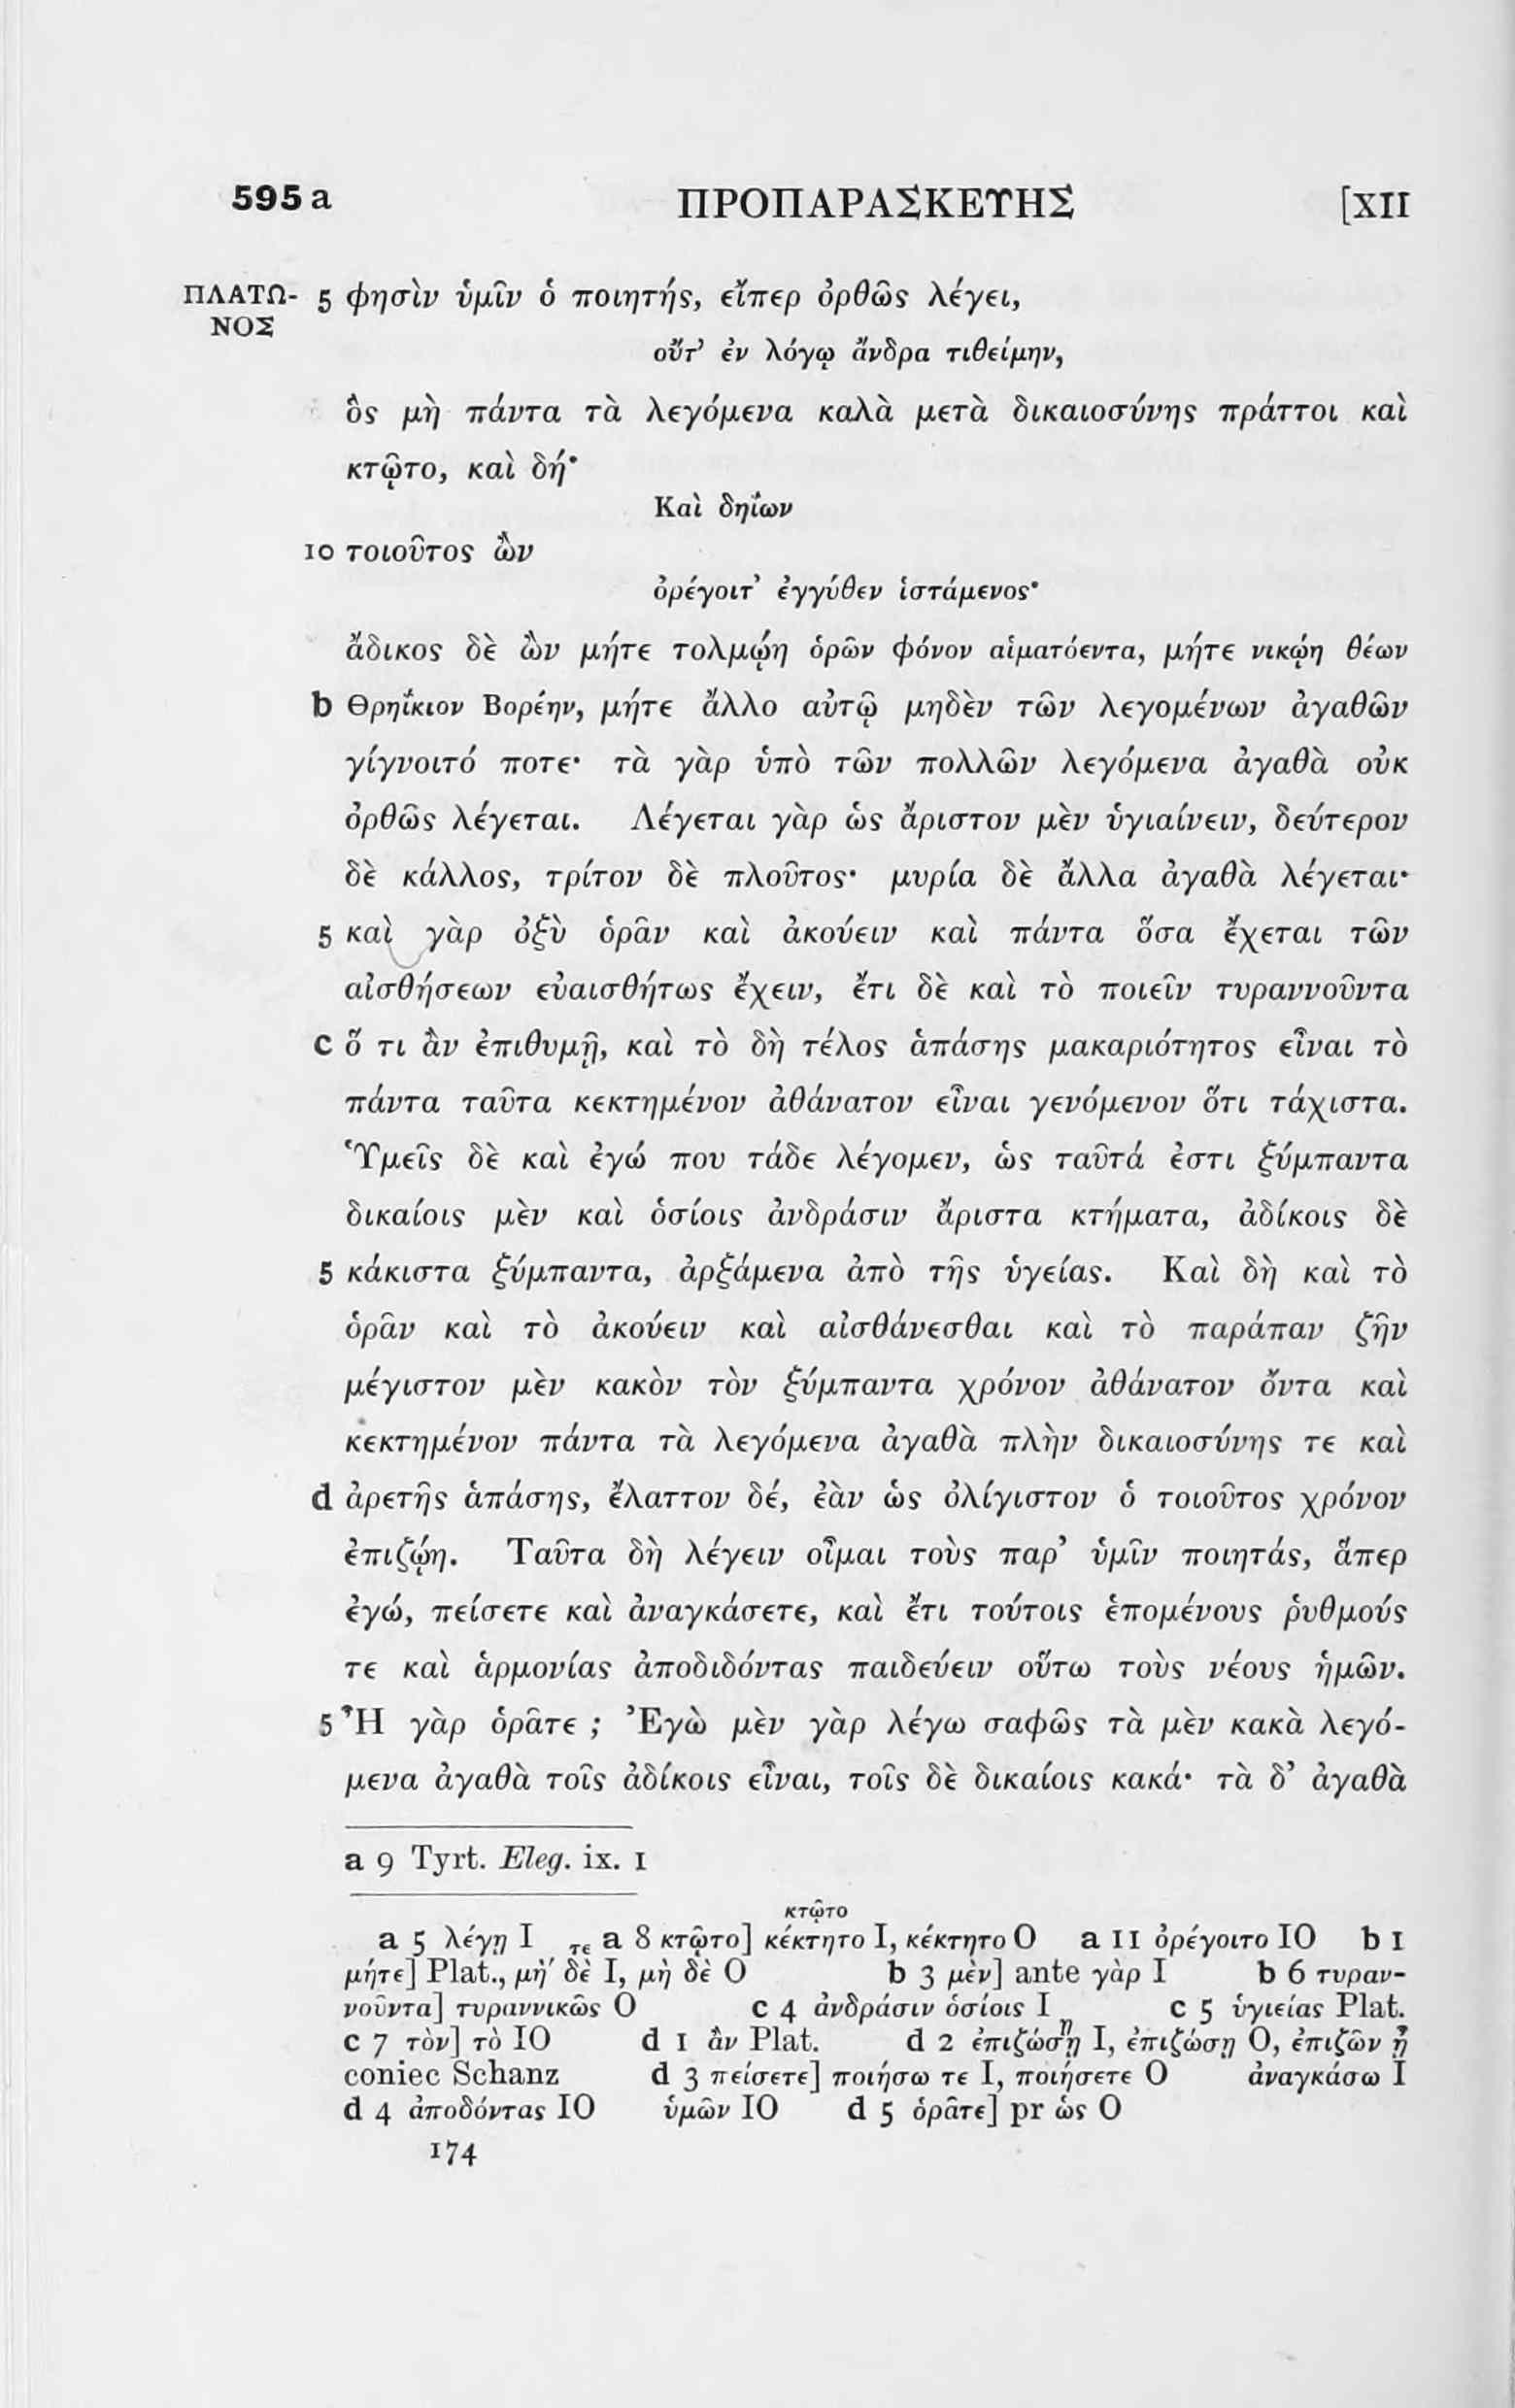 595 a ΠΡΟΠΑΡΑΣΚΕΥΗΣ [XII
ΠΛΑΤΩ- 5 φησὶν ὑμῖν ὁ ποιητής, εἴπερ ὀρθῶς λέγει,
ΝΟΣ
οὔτ’ ἐν λόγῳ ἄνδρα τιθείμην,
ὃς μὴ πάντα τὰ λεγόμενα καλὰ μετὰ δικαιοσύνης πράττοι καὶ
κτῷτο, καὶ δή·
Καὶ δηΐων
10 τοιοῦτος ὢν
ὀρέγοιτ’ ἐγγύθεν ἱστάμενος·
ἄδικος δὲ ὢν μήτε τολμῴη ὁρῶν φόνον αἱματόεντα, μήτε νικῴη θέων
b Θρηΐκιον Βορέην, μήτε ἄλλο αὐτῷ μηδὲν τῶν λεγομένων ἀγαθῶν
γίγνοιτό ποτε· τὰ γὰρ ὑπὸ τῶν πολλῶν λεγόμενα ἀγαθὰ οὐκ
ὀρθῶς λέγεται. Λέγεται γὰρ ὡς ἄριστον μὲν ὑγιαίνειν, δεύτερον
δὲ κάλλος, τρίτον δὲ πλοῦτος· μυρία δὲ ἄλλα ἀγαθὰ λέγεται·
5 καὶ γὰρ ὀξὺ ὁρᾶν καὶ ἀκούειν καὶ πάντα ὅσα ἔχεται τῶν
αἰσθήσεων εὐαισθήτως ἔχειν, ἔτι δὲ καὶ τὸ ποιεῖν τυραννοῦντα
c ὅ τι ἂν ἐπιθυμῇ, καὶ τὸ δὴ τέλος ἁπάσης μακαριότητος εἶναι τὸ
πάντα ταῦτα κεκτημένον ἀθάνατον εἶναι γενόμενον ὅτι τάχιστα.
Ὑμεῖς δὲ καὶ ἐγώ που τάδε λέγομεν, ὡς ταῦτά ἐστι ξύμπαντα
δικαίοις μὲν καὶ ὁσίοις ἀνδράσιν ἄριστα κτήματα, ἀδίκοις δὲ
5 κάκιστα ξύμπαντα, ἀρξάμενα ἀπὸ τῆς ὑγείας. Καὶ δὴ καὶ τὸ
ὁρᾶν καὶ τὸ ἀκούειν καὶ αἰσθάνεσθαι καὶ τὸ παράπαν ζῆν
μέγιστον μὲν κακὸν τὸν ξύμπαντα χρόνον ἀθάνατον ὄντα καὶ
κεκτημένον πάντα τὰ λεγόμενα ἀγαθὰ πλὴν δικαιοσύνης τε καὶ
d ἀρετῆς ἁπάσης, ἔλαττον δέ, ἐὰν ὡς ὀλίγιστον ὁ τοιοῦτος χρόνον
ἐπιζῴη. Ταῦτα δὴ λέγειν οἶμαι τοὺς παρ’ ὑμῖν ποιητάς, ἅπερ
ἐγώ, πείσετε καὶ ἀναγκάσετε, καὶ ἔτι τούτοις ἑπομένους ῥυθμούς
τε καὶ ἁρμονίας ἀποδιδόντας παιδεύειν οὕτω τοὺς νέους ἡμῶν.
5 Ἦ γὰρ ὁρᾶτε ; Ἐγὼ μὲν γὰρ λέγω σαφῶς τὰ μὲν κακὰ λεγό-
μενα ἀγαθὰ τοῖς ἀδίκοις εἶναι, τοῖς δὲ δικαίοις κακά· τὰ δ’ ἀγαθὰ
a 9 Tyrt. Eleg. ix. 1
κτῷτο
a 5 λέγῃ I a 8 κτῷτο] κέκτητο I, κέκτητο O a 11 ὀρέγοιτο IO b 1
τε
μήτε] Plat., μὴ δὲ I, μὴ δὲ O b 3 μὲν] ante γὰρ I b 6 τυραν-
νοῦντα] τυραννικῶς O c 4 ἀνδράσιν ὁσίοις I c 5 ὑγιείας Plat.
η
c 7 τὸν] τὸ IO d 1 ἂν Plat. d 2 ἐπιζώσῃ I, ἐπιζώσῃ O, ἐπιζῶν ᾖ
coniec Schanz d 3 πείσετε] ποιήσω τε I, ποιήσετε O ἀναγκάσω I
d 4 ἀποδόντας IO ὑμῶν IO d 5 ὁρᾶτε] pr ὡς O
174